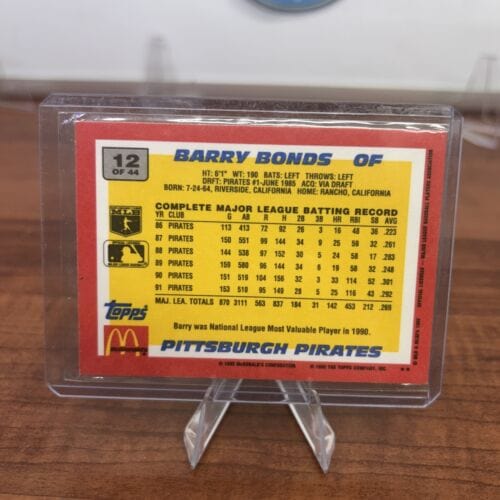 12
OF 44
BARRY BONDS OF
HT: 6'1" WT: 190 BATS: LEFT THROWS: LEFT
DRFT: PIRATES #1-JUNE 1985 ACQ: VIA DRAFT
BORN: 7-24-64, RIVERSIDE, CALIFORNIA HOME: RANCHO, CALIFORNIA
COMPLETE MAJOR LEAGUE BATTING RECORD
YR CLUB G AB R H 2B 3B HR RBI SB AVG
86 PIRATES 113 413 72 92 26 3 16 48 36 .223
87 PIRATES 150 551 99 144 34 9 25 59 32 .261
88 PIRATES 144 538 97 152 30 5 24 58 17 .283
89 PIRATES 159 580 96 144 34 6 19 58 32 .248
90 PIRATES 151 519 104 156 32 3 33 114 52 .301
91 PIRATES 153 510 95 149 28 5 25 116 43 .292
MAJ. LEA. TOTALS 870 3111 563 837 184 31 142 453 212 .269
MLB
Topps
Barry was National League Most Valuable Player in 1990.
PITTSBURGH PIRATES